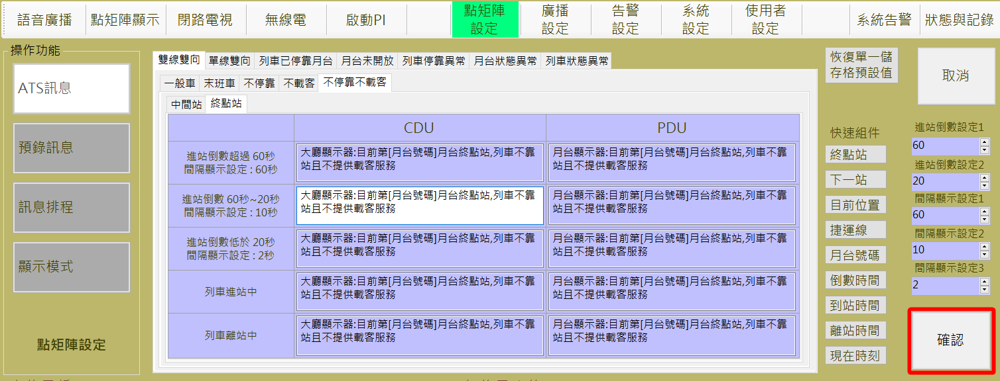 語音廣播
點矩陣顯示
閉路電視
無線電
啟動PI
點矩陣
設定
廣播
設定
告警
設定
系統
設定
使用者
設定
系統告警
狀態與記錄
操作功能
ATS訊息
預錄訊息
訊息排程
顯示模式
點矩陣設定
雙線雙向
單線雙向
列車已停靠月台
月台未開放
列車停靠異常
月台狀態異常
列車狀態異常
一般車
末班車
不停靠
不載客
不停靠不載客
中間站
終點站
CDU
PDU
進站倒數超過 60秒
間隔顯示設定 : 60秒
大廳顯示器:目前第[月台號碼]月台終點站,列車不靠
站且不提供載客服務
月台顯示器:目前第[月台號碼]月台終點站,列車不靠
站且不提供載客服務
進站倒數 60秒~20秒
間隔顯示設定 : 10秒
大廳顯示器:目前第[月台號碼]月台終點站,列車不靠
站且不提供載客服務
月台顯示器:目前第[月台號碼]月台終點站,列車不靠
站且不提供載客服務
進站倒數低於 20秒
間隔顯示設定 : 2秒
大廳顯示器:目前第[月台號碼]月台終點站,列車不靠
站且不提供載客服務
月台顯示器:目前第[月台號碼]月台終點站,列車不靠
站且不提供載客服務
列車進站中
大廳顯示器:目前第[月台號碼]月台終點站,列車不靠
站且不提供載客服務
月台顯示器:目前第[月台號碼]月台終點站,列車不靠
站且不提供載客服務
列車離站中
大廳顯示器:目前第[月台號碼]月台終點站,列車不靠
站且不提供載客服務
月台顯示器:目前第[月台號碼]月台終點站,列車不靠
站且不提供載客服務
恢復單一儲
存格預設值
快速組件
終點站
下一站
目前位置
捷運線
月台號碼
倒數時間
到站時間
離站時間
現在時刻
取消
進站倒數設定1
60
進站倒數設定2
20
間隔顯示設定1
60
間隔顯示設定2
10
間隔顯示設定3
2
確認